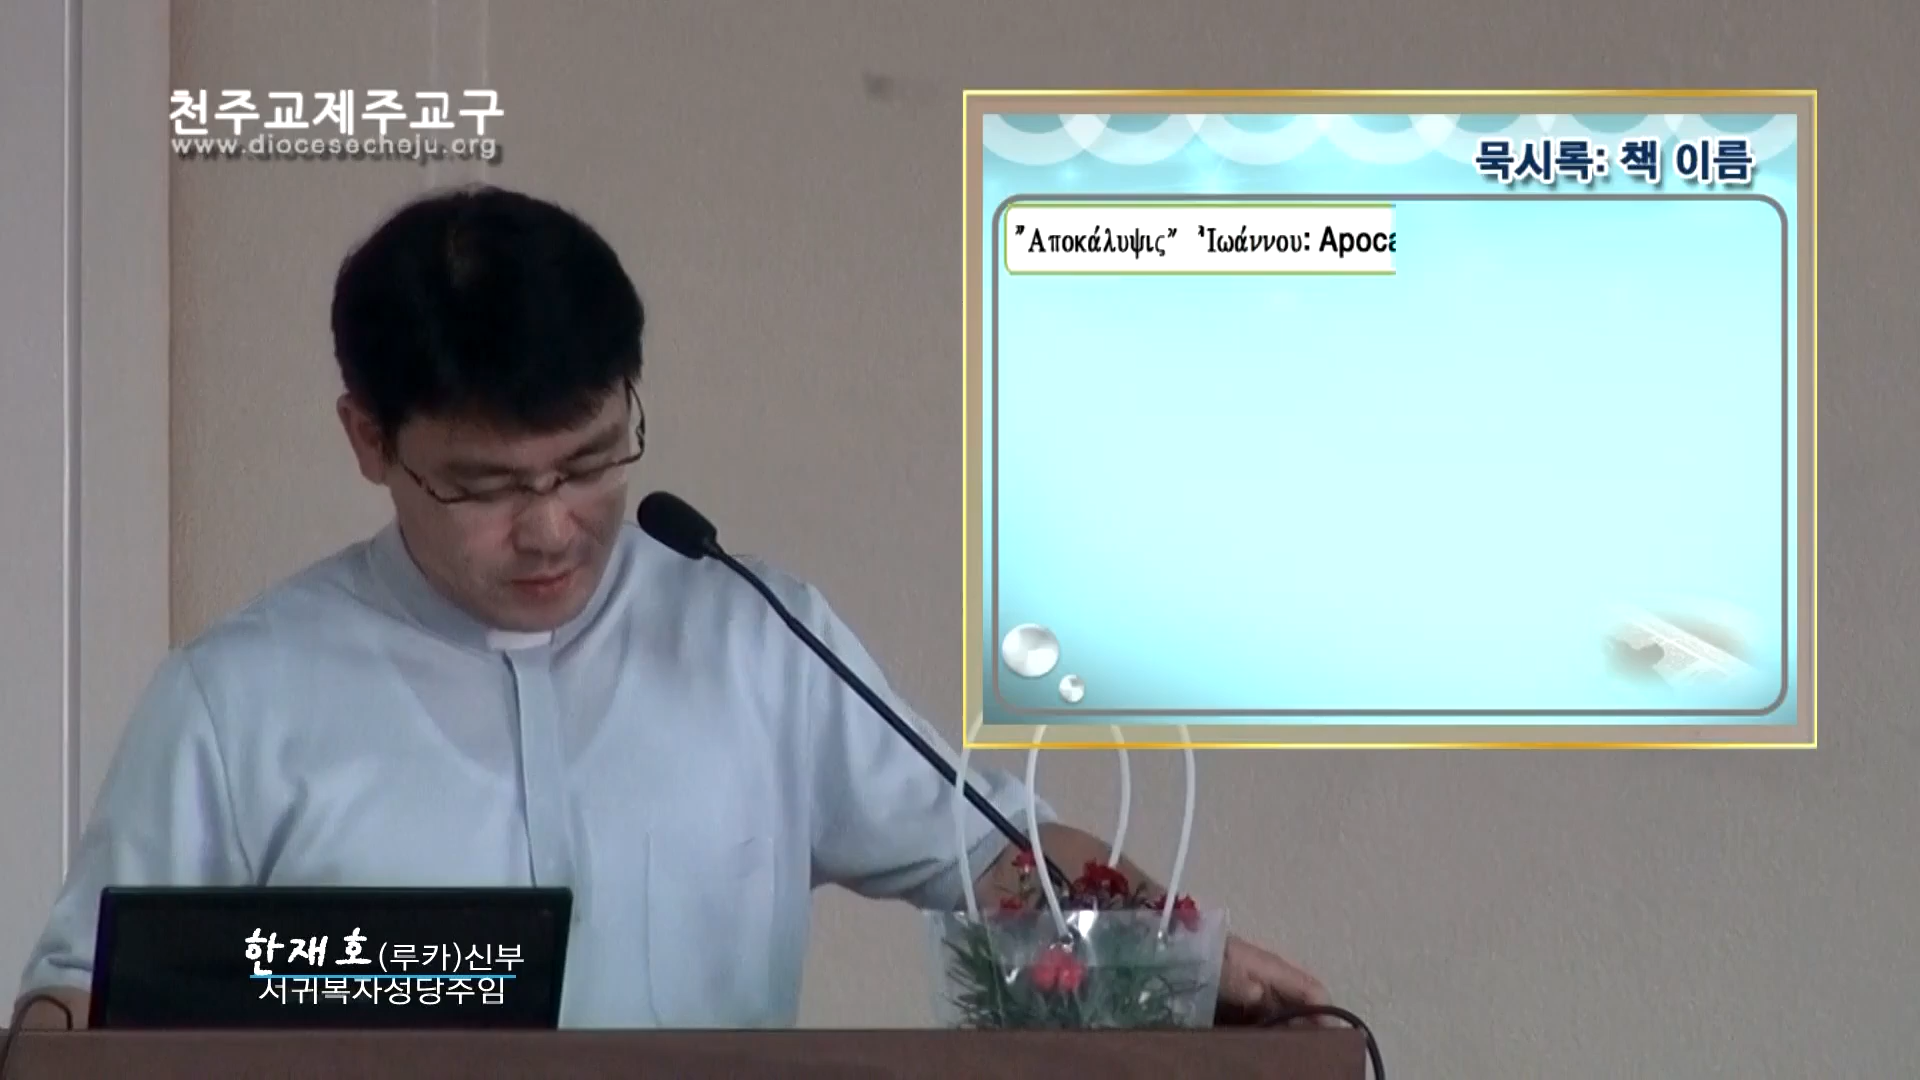 천주교제주교구
www.diocesecheju.org
묵시록: 책 이름
"Αποκάλυψις" Ἰωάννου: Apoca
한재호(루카)신부
서귀복자성당주임